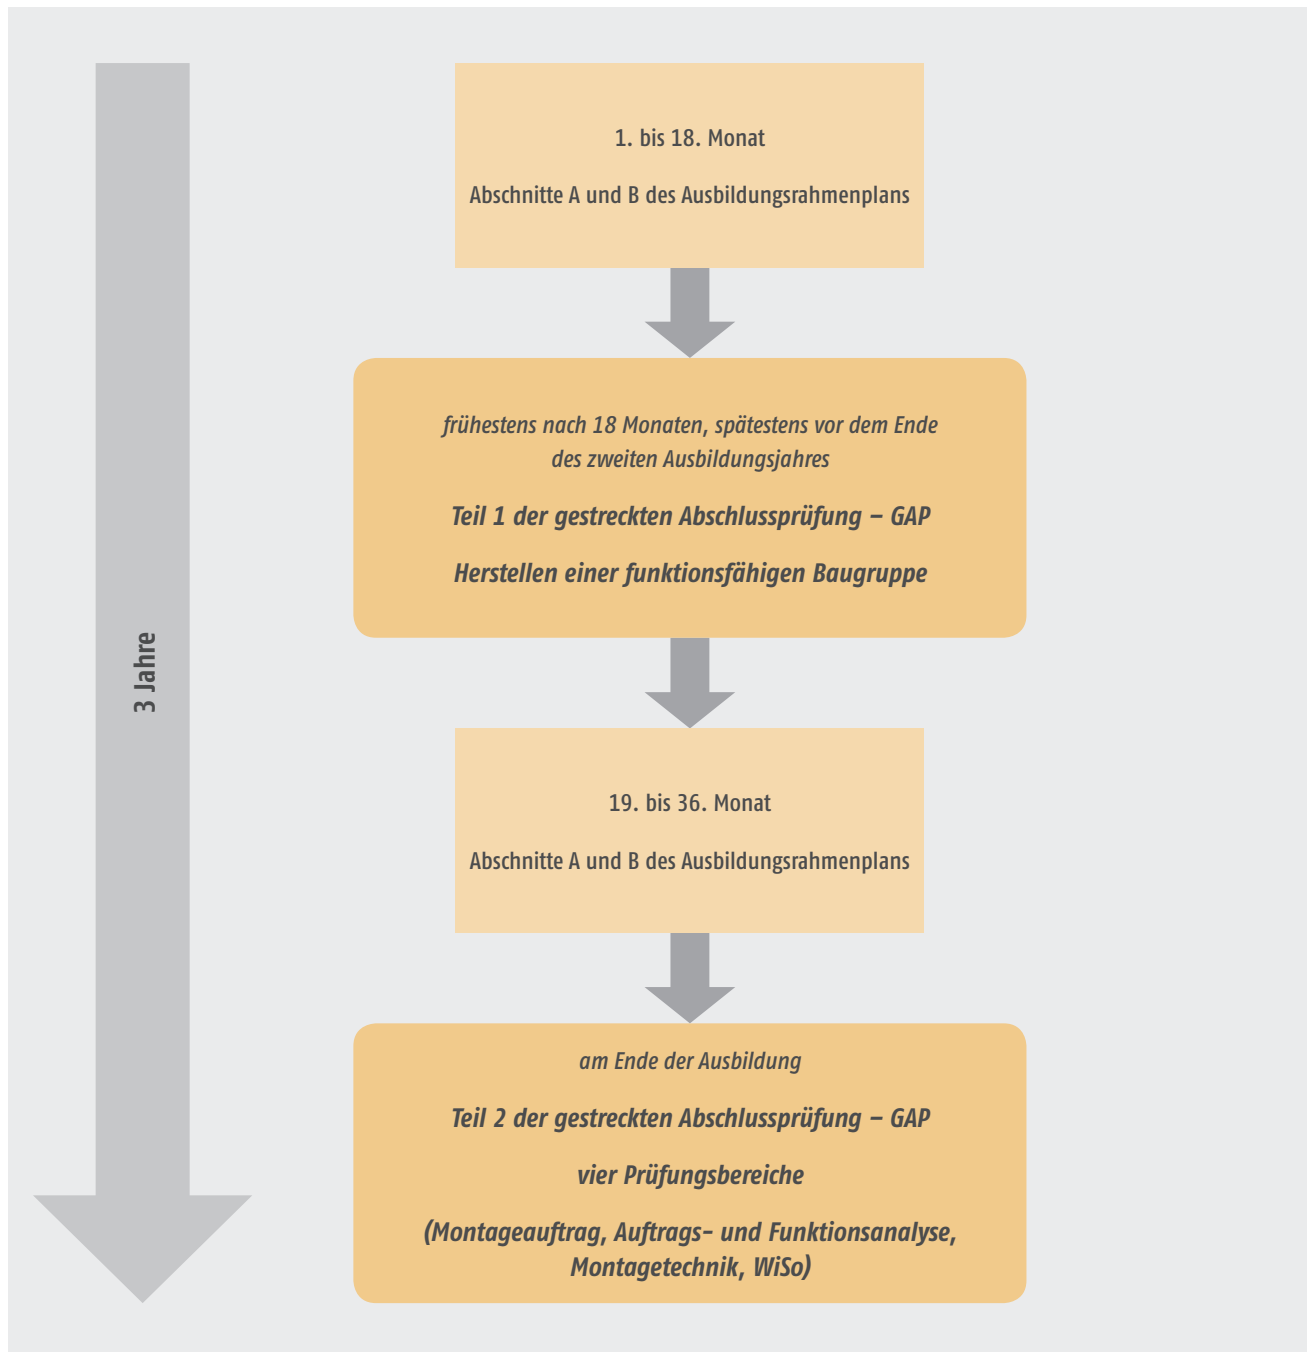 3 Jahre
1. bis 18. Monat
Abschnitte A und B des Ausbildungsrahmenplans
frühestens nach 18 Monaten, spätestens vor dem Ende
des zweiten Ausbildungsjahres
Teil 1 der gestreckten Abschlussprüfung – GAP
Herstellen einer funktionsfähigen Baugruppe
19. bis 36. Monat
Abschnitte A und B des Ausbildungsrahmenplans
am Ende der Ausbildung
Teil 2 der gestreckten Abschlussprüfung – GAP
vier Prüfungsbereiche
(Montageauftrag, Auftrags- und Funktionsanalyse,
Montagetechnik, WiSo)